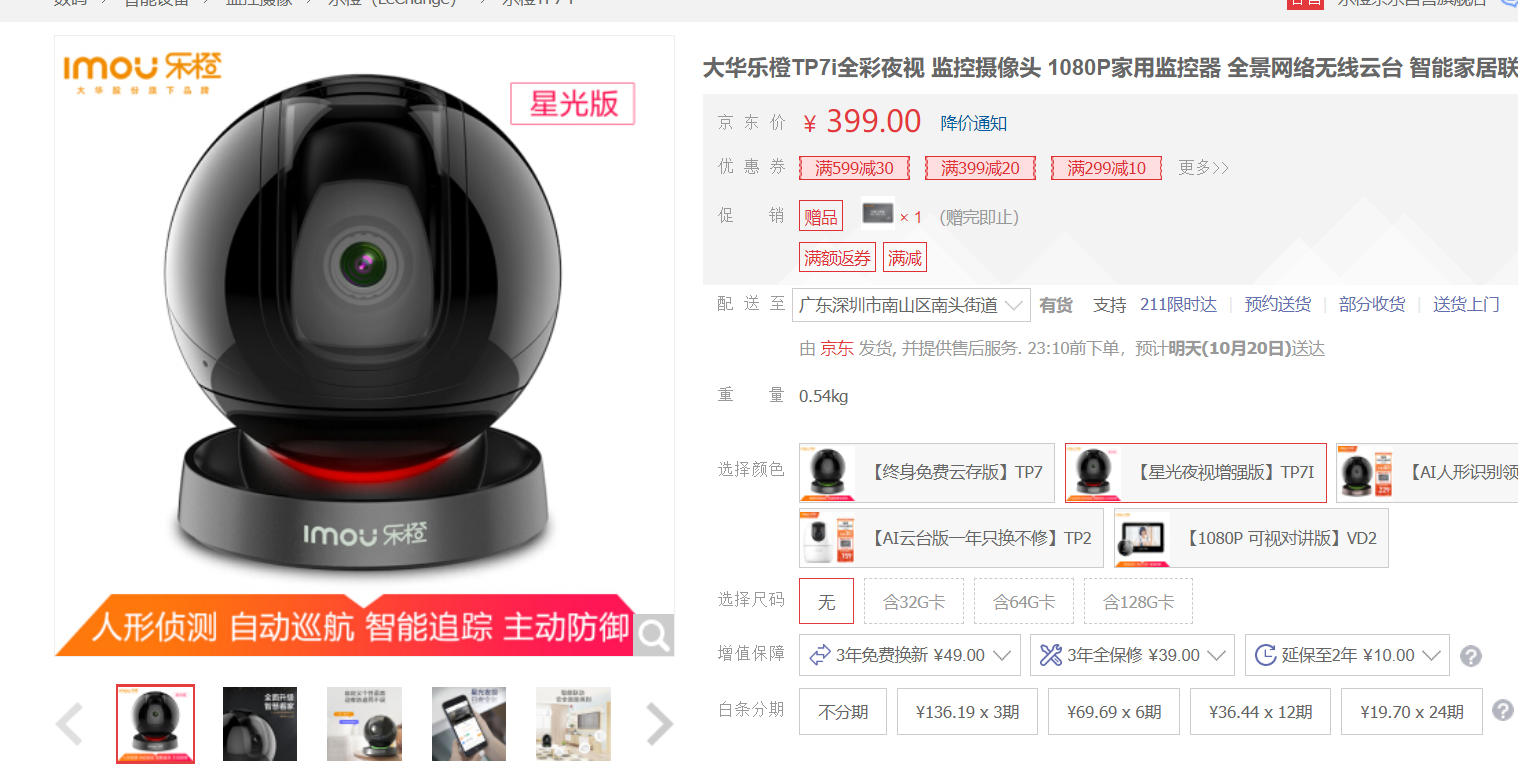 imou 乐橙
大华股份旗下品牌
星光版
imou 乐橙
人形侦测 自动巡航 智能追踪 主动防御
大华乐橙TP7i全彩夜视 监控摄像头 1080P家用监控器 全景网络无线云台 智能家居联
京东价 ¥ 399.00 降价通知
优惠券 满599减30 满399减20 满299减10 更多>>
促销 赠品 × 1 (赠完即止)
满额返券 满减
配送至 广东深圳市南山区南头街道 有货 支持 211限时达 预约送货 部分收货 送货上门
由 京东 发货, 并提供售后服务. 23:10前下单，预计明天(10月20日)送达
重量 0.54kg
选择颜色 【终身免费云存版】TP7 【星光夜视增强版】TP7I 【AI人形识别领
【AI云台版一年只换不修】TP2 【1080P 可视对讲版】VD2
选择尺码 无 含32G卡 含64G卡 含128G卡
增值保障 3年免费换新 ¥49.00 3年全保修 ¥39.00 延保至2年 ¥10.00 ?
白条分期 不分期 ¥136.19 x 3期 ¥69.69 x 6期 ¥36.44 x 12期 ¥19.70 x 24期 ?